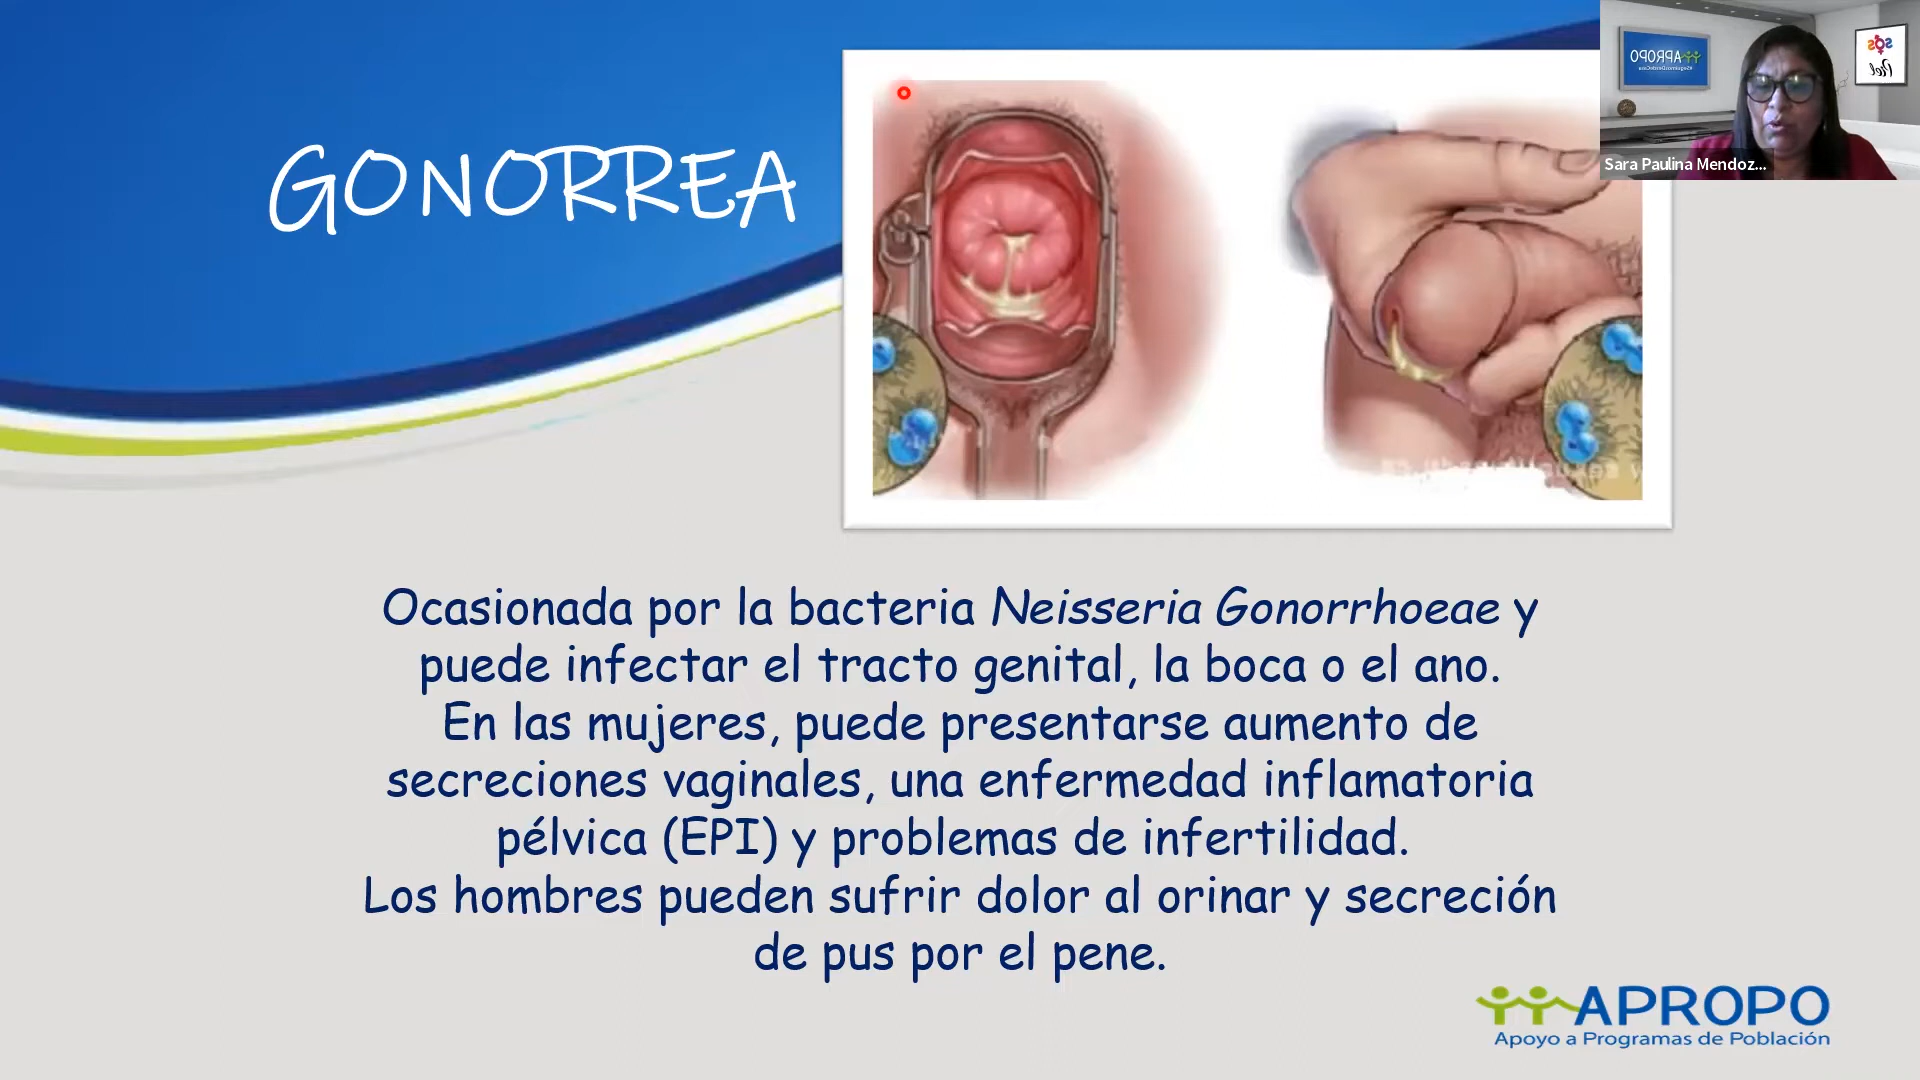 GONORREA
APROPO
SOS
Sara Paulina Mendoz...
Ocasionada por la bacteria Neisseria Gonorrhoeae y
puede infectar el tracto genital, la boca o el ano.
En las mujeres, puede presentarse aumento de
secreciones vaginales, una enfermedad inflamatoria
pélvica (EPI) y problemas de infertilidad.
Los hombres pueden sufrir dolor al orinar y secreción
de pus por el pene.
APROPO
Apoyo a Programas de Población